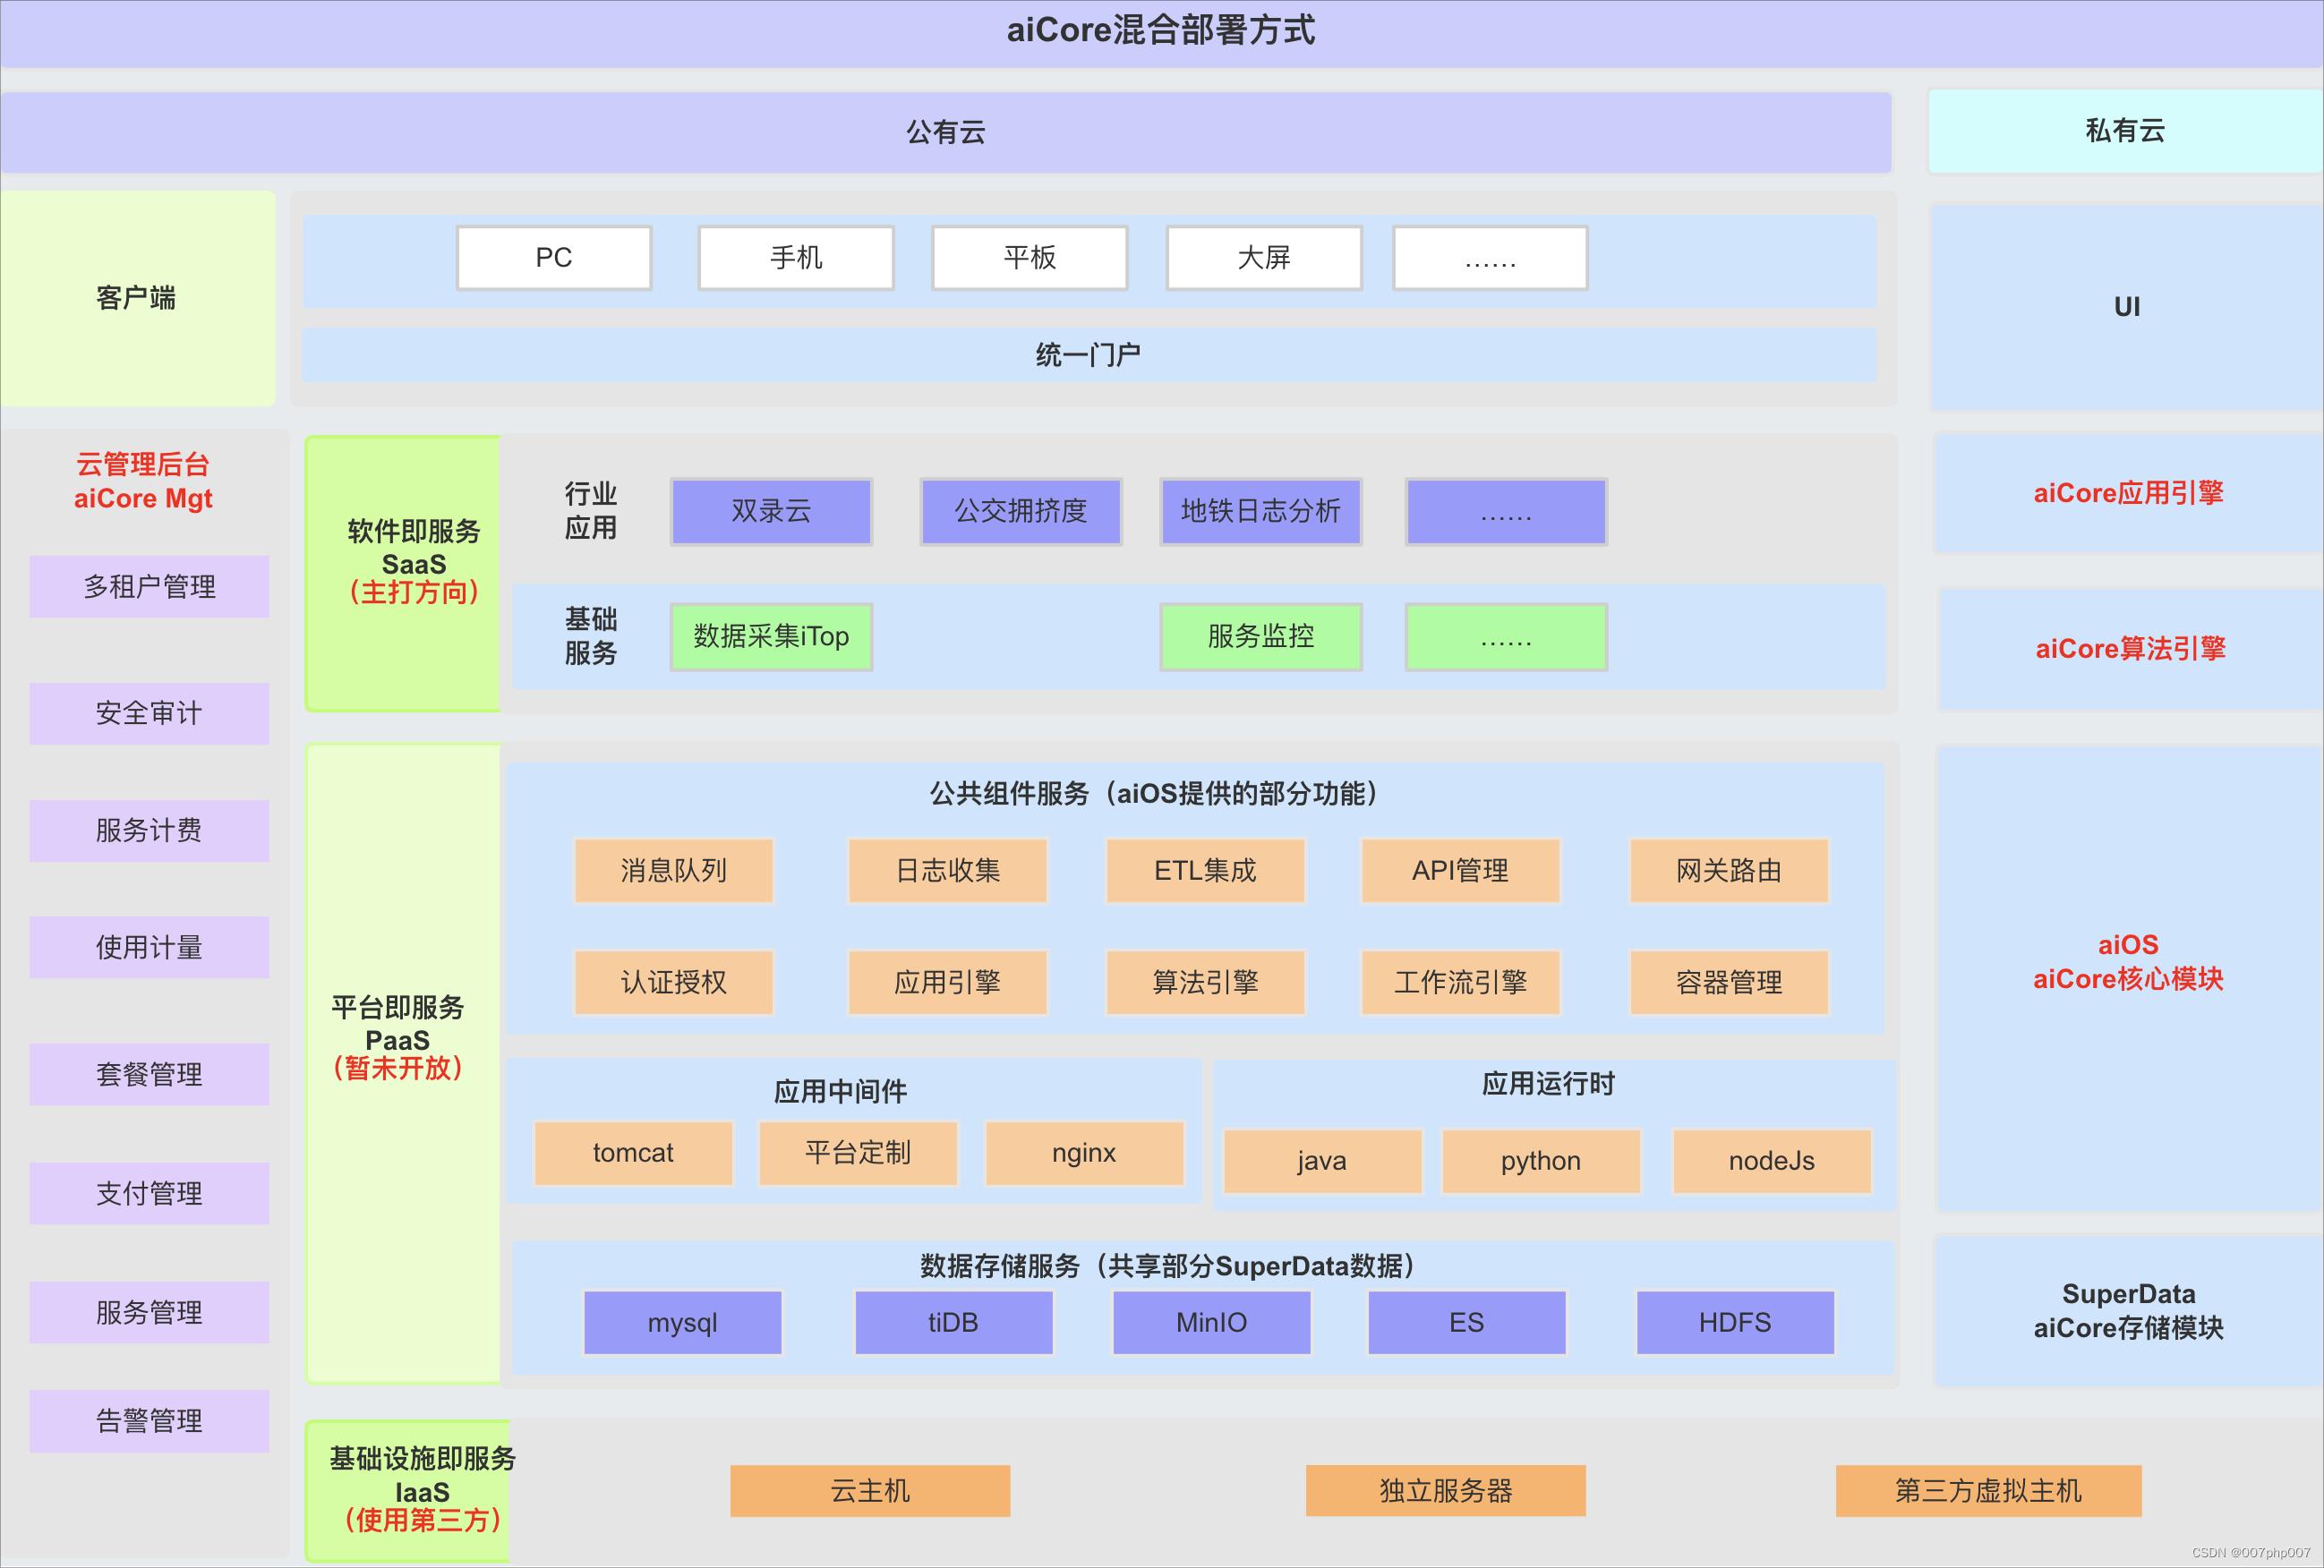 aiCore混合部署方式
公有云
私有云
客户端
PC
手机
平板
大屏
……
统一门户
UI
云管理后台
aiCore Mgt
多租户管理
安全审计
服务计费
使用计量
套餐管理
支付管理
服务管理
告警管理
软件即服务
SaaS
（主打方向）
行业
应用
双录云
公交拥挤度
地铁日志分析
……
基础
服务
数据采集iTop
服务监控
……
aiCore应用引擎
aiCore算法引擎
平台即服务
PaaS
（暂未开放）
公共组件服务（aiOS提供的部分功能）
消息队列
日志收集
ETL集成
API管理
网关路由
认证授权
应用引擎
算法引擎
工作流引擎
容器管理
应用中间件
tomcat
平台定制
nginx
应用运行时
java
python
nodeJs
数据存储服务（共享部分SuperData数据）
mysql
tiDB
MinIO
ES
HDFS
aiOS
aiCore核心模块
SuperData
aiCore存储模块
基础设施即服务
IaaS
（使用第三方）
云主机
独立服务器
第三方虚拟主机
CSDN @007php007